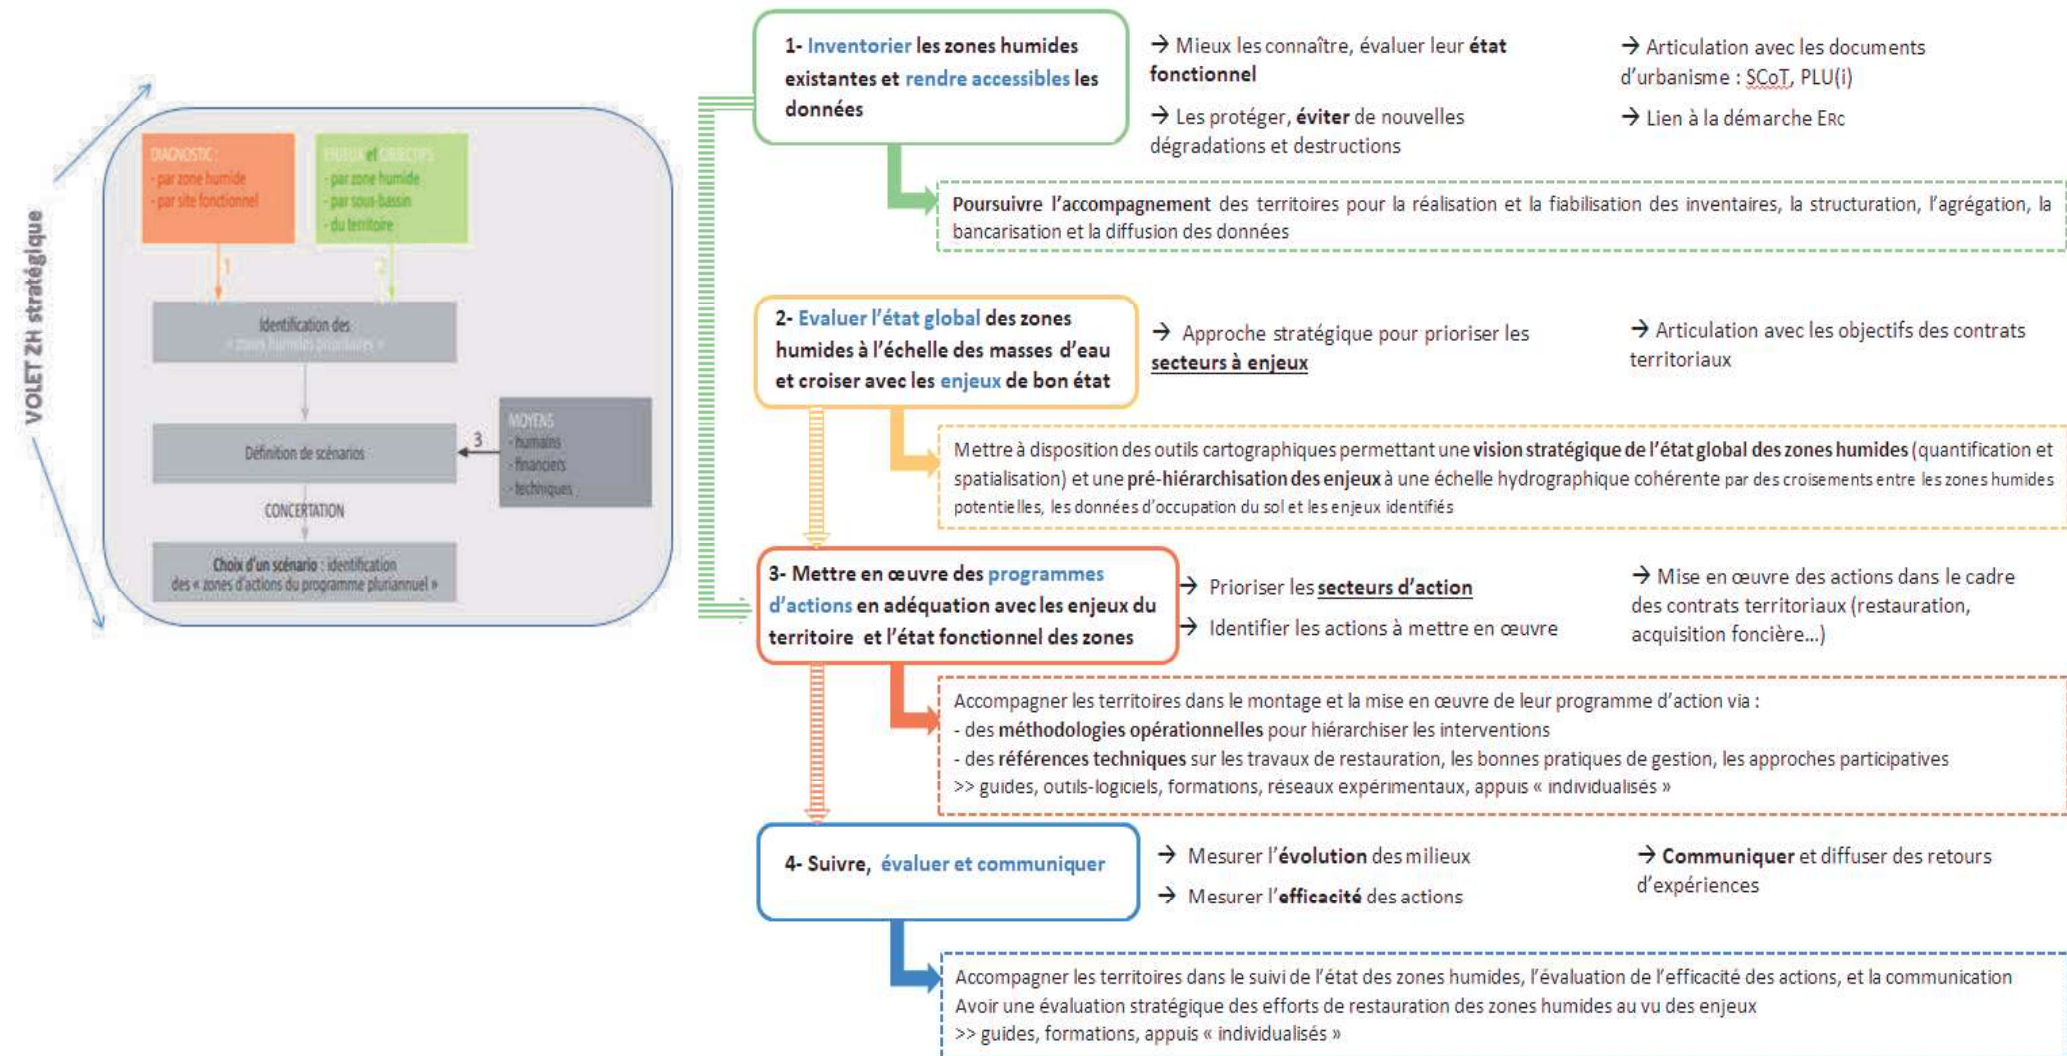 VOLET ZH stratégique
DIAGNOSTIC :
- par zone humide
- par site fonctionnel
ENJEUX et OBJECTIFS
- par zone humide
- par sous-bassin
- du territoire
1
2
Identification des
« zones humides prioritaires »
Définition de scénarios
3
MOYENS
- humains
- financiers
- techniques
CONCERTATION
Choix d'un scénario : identification
des « zones d'actions du programme pluriannuel »
1- Inventorier les zones humides
existantes et rendre accessibles les
données
→ Mieux les connaître, évaluer leur état
fonctionnel
→ Les protéger, éviter de nouvelles
dégradations et destructions
→ Articulation avec les documents
d'urbanisme : SCoT, PLU(i)
→ Lien à la démarche ERC
Poursuivre l'accompagnement des territoires pour la réalisation et la fiabilisation des inventaires, la structuration, l'agrégation, la
bancarisation et la diffusion des données
2- Evaluer l'état global des zones
humides à l'échelle des masses d'eau
et croiser avec les enjeux de bon état
→ Approche stratégique pour prioriser les
secteurs à enjeux
→ Articulation avec les objectifs des contrats
territoriaux
Mettre à disposition des outils cartographiques permettant une vision stratégique de l'état global des zones humides (quantification et
spatialisation) et une pré-hiérarchisation des enjeux à une échelle hydrographique cohérente par des croisements entre les zones humides
potentielles, les données d'occupation du sol et les enjeux identifiés
3- Mettre en œuvre des programmes
d'actions en adéquation avec les enjeux du
territoire et l'état fonctionnel des zones
→ Prioriser les secteurs d'action
→ Identifier les actions à mettre en œuvre
→ Mise en œuvre des actions dans le cadre
des contrats territoriaux (restauration,
acquisition foncière...)
Accompagner les territoires dans le montage et la mise en œuvre de leur programme d'action via :
- des méthodologies opérationnelles pour hiérarchiser les interventions
- des références techniques sur les travaux de restauration, les bonnes pratiques de gestion, les approches participatives
>> guides, outils-logiciels, formations, réseaux expérimentaux, appuis « individualisés »
4- Suivre, évaluer et communiquer
→ Mesurer l'évolution des milieux
→ Mesurer l'efficacité des actions
→ Communiquer et diffuser des retours
d'expériences
Accompagner les territoires dans le suivi de l'état des zones humides, l'évaluation de l'efficacité des actions, et la communication
Avoir une évaluation stratégique des efforts de restauration des zones humides au vu des enjeux
>> guides, formations, appuis « individualisés »